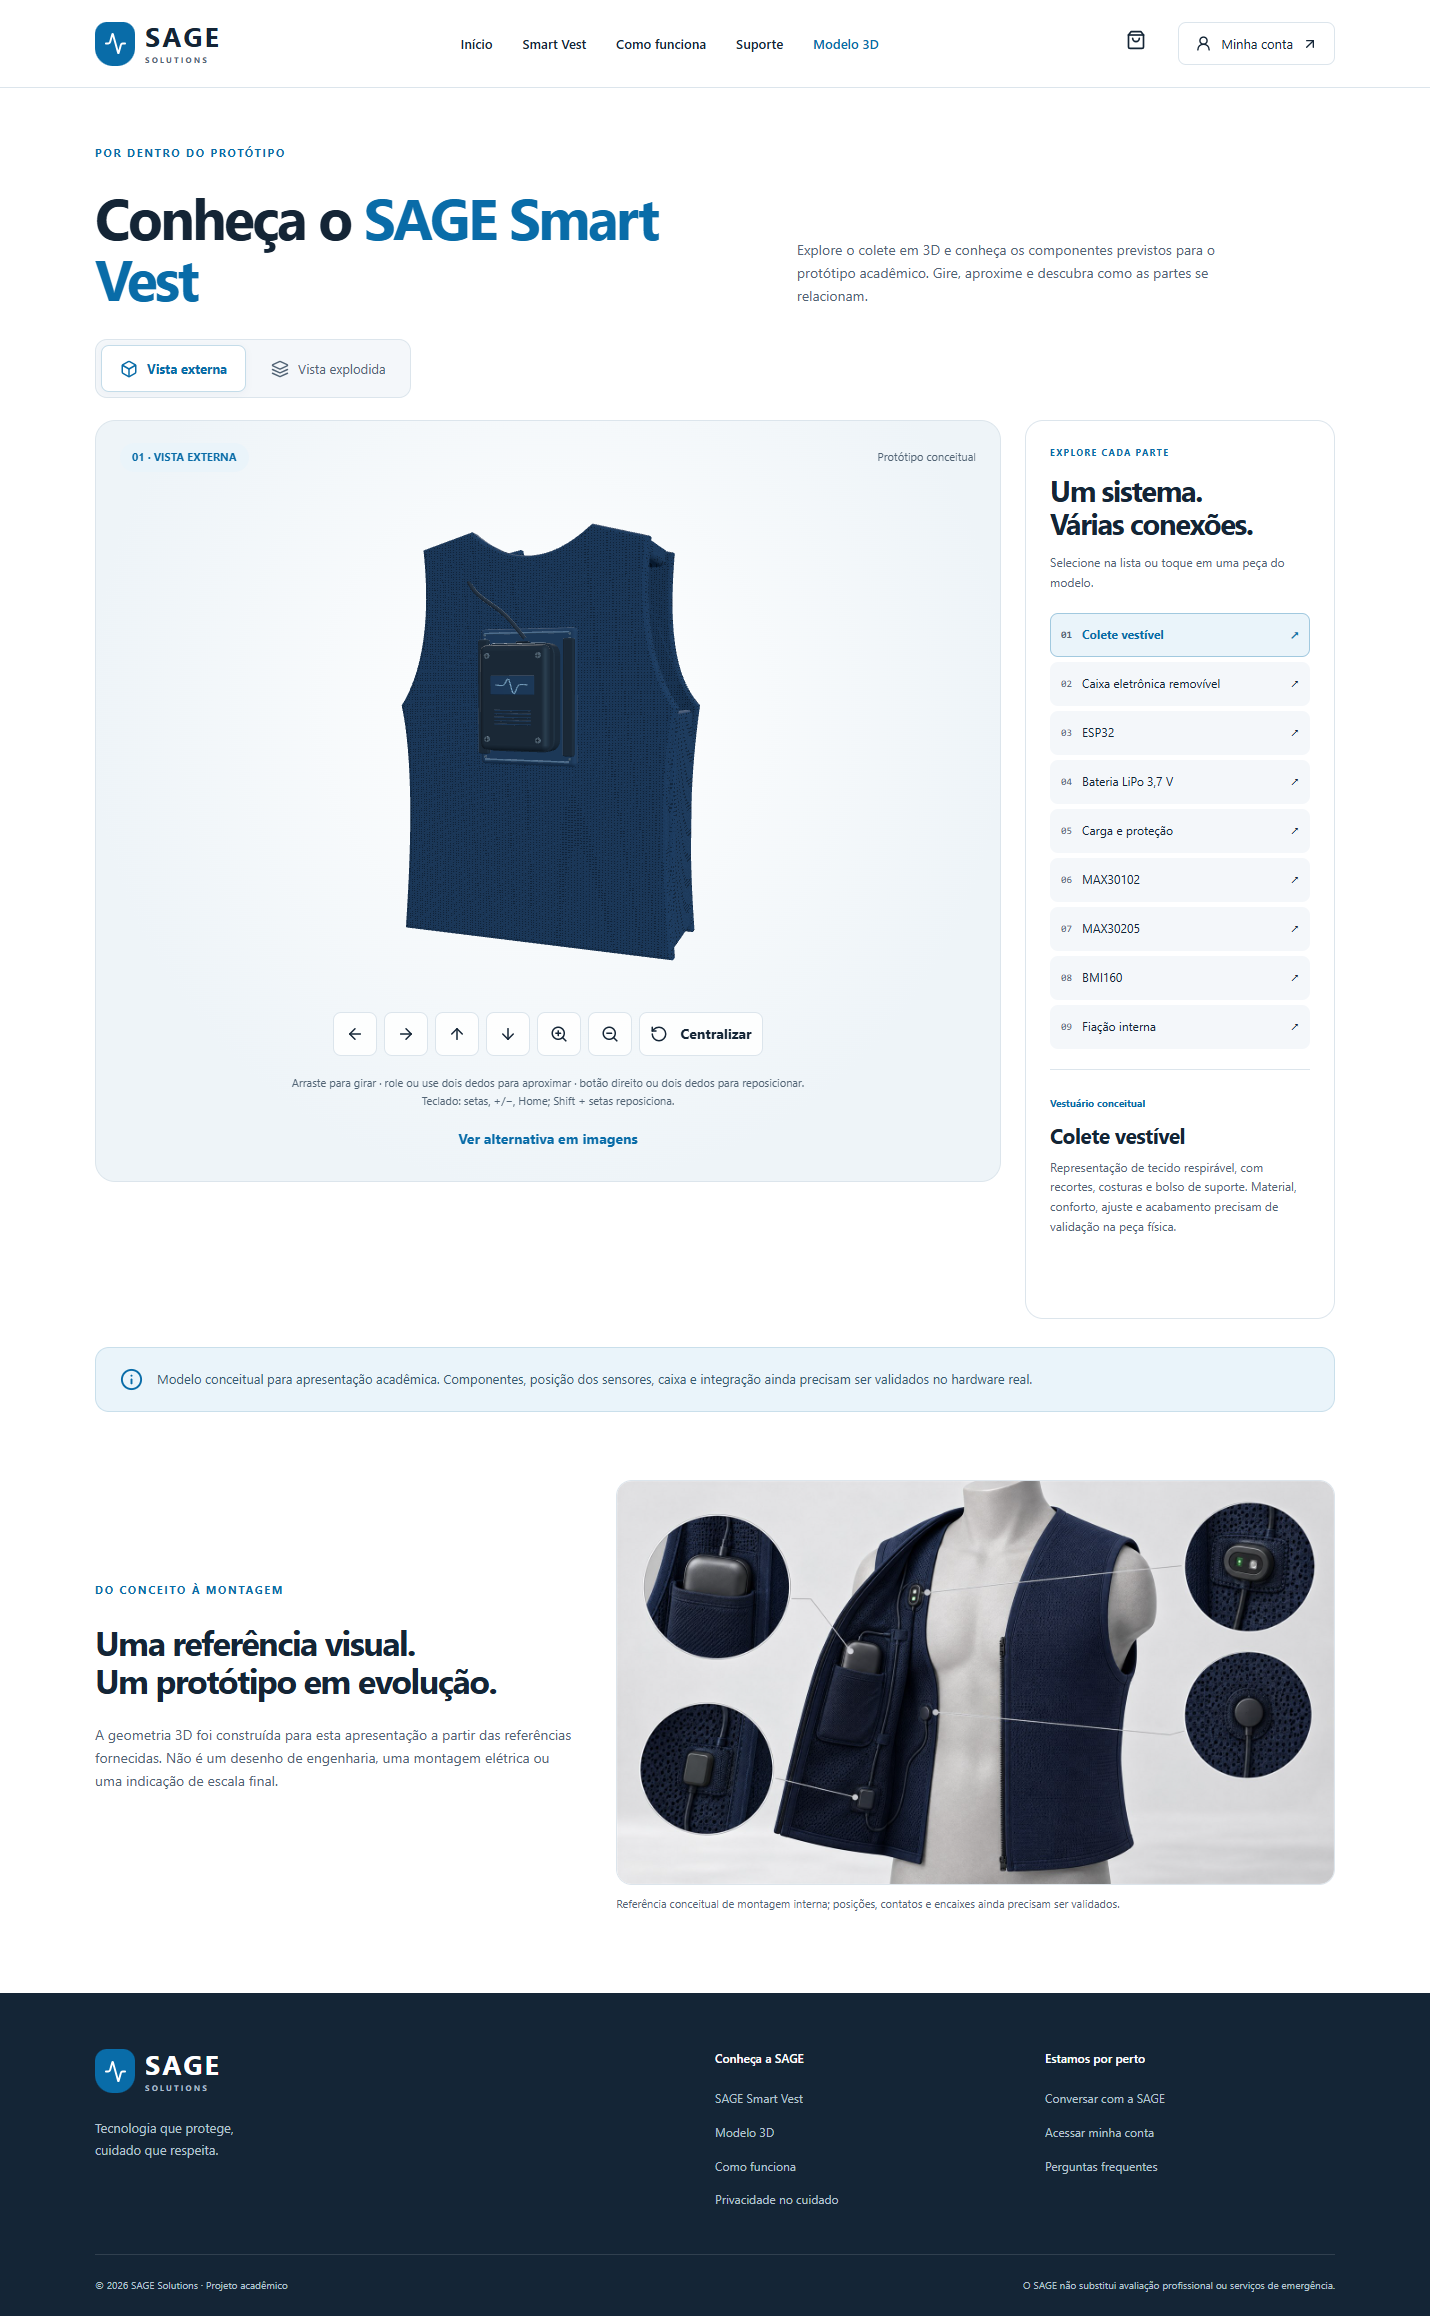 SAGE
SOLUTIONS
Início
Smart Vest
Como funciona
Suporte
Modelo 3D
Minha conta
POR DENTRO DO PROTÓTIPO
Conheça o SAGE Smart
Vest
Explore o colete em 3D e conheça os componentes previstos para o
protótipo acadêmico. Gire, aproxime e descubra como as partes se
relacionam.
Vista externa
Vista explodida
01 · VISTA EXTERNA
Protótipo conceitual
Centralizar
Arraste para girar · role ou use dois dedos para aproximar · botão direito ou dois dedos para reposicionar.
Teclado: setas, +/−, Home; Shift + setas reposiciona.
Ver alternativa em imagens
EXPLORE CADA PARTE
Um sistema.
Várias conexões.
Selecione na lista ou toque em uma peça do
modelo.
01 Colete vestível ↗
02 Caixa eletrônica removível ↗
03 ESP32 ↗
04 Bateria LiPo 3,7 V ↗
05 Carga e proteção ↗
06 MAX30102 ↗
07 MAX30205 ↗
08 BMI160 ↗
09 Fiação interna ↗
Vestuário conceitual
Colete vestível
Representação de tecido respirável, com
recortes, costuras e bolso de suporte. Material,
conforto, ajuste e acabamento precisam de
validação na peça física.
Modelo conceitual para apresentação acadêmica. Componentes, posição dos sensores, caixa e integração ainda precisam ser validados no hardware real.
DO CONCEITO À MONTAGEM
Uma referência visual.
Um protótipo em evolução.
A geometria 3D foi construída para esta apresentação a partir das referências
fornecidas. Não é um desenho de engenharia, uma montagem elétrica ou
uma indicação de escala final.
Referência conceitual de montagem interna; posições, contatos e encaixes ainda precisam ser validados.
SAGE
SOLUTIONS
Tecnologia que protege,
cuidado que respeita.
Conheça a SAGE
SAGE Smart Vest
Modelo 3D
Como funciona
Privacidade no cuidado
Estamos por perto
Conversar com a SAGE
Acessar minha conta
Perguntas frequentes
© 2026 SAGE Solutions · Projeto acadêmico
O SAGE não substitui avaliação profissional ou serviços de emergência.